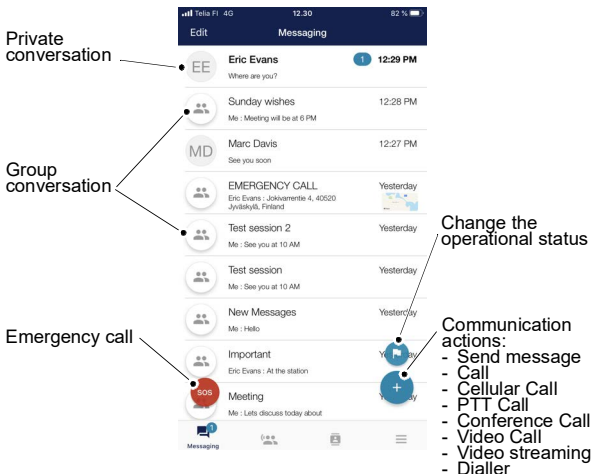 Telia FI 4G 12.30 82 %
Edit Messaging
EE Eric Evans 1 12:29 PM
Where are you?
Sunday wishes 12:28 PM
Me : Meeting will be at 6 PM
MD Marc Davis 12:27 PM
See you soon
EMERGENCY CALL Yesterday
Eric Evans : Jokivarrentie 4, 40520
Jyväskylä, Finland
Test session 2 Yesterday
Me : See you at 10 AM
Test session Yesterday
Me : See you at 10 AM
New Messages Yesterday
Me : Hello
Important
Eric Evans : At the station
SOS
Meeting
Me : Lets discuss today about
1
Messaging
Private
conversation
Group
conversation
Emergency call
Change the
operational status
Communication
actions:
- Send message
- Call
- Cellular Call
- PTT Call
- Conference Call
- Video Call
- Video streaming
- Dialler